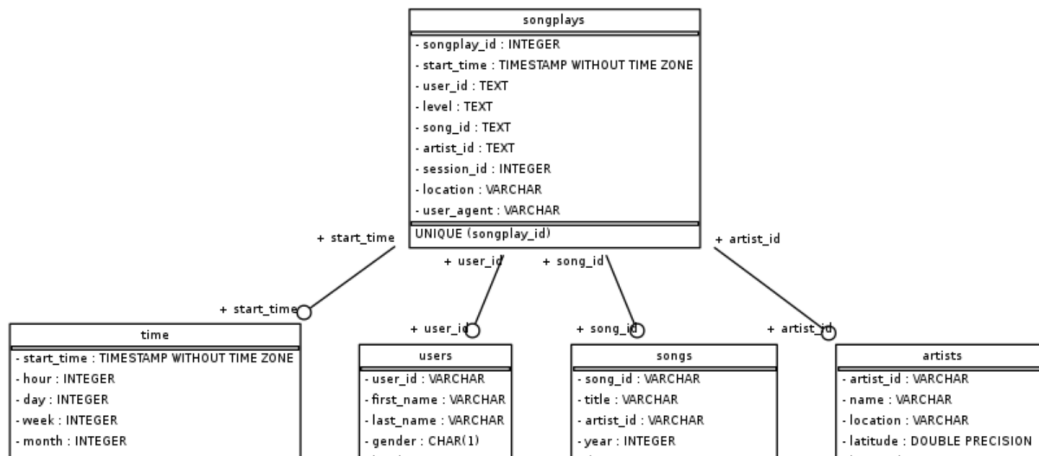 songplays
- songplay_id : INTEGER
- start_time : TIMESTAMP WITHOUT TIME ZONE
- user_id : TEXT
- level : TEXT
- song_id : TEXT
- artist_id : TEXT
- session_id : INTEGER
- location : VARCHAR
- user_agent : VARCHAR
UNIQUE (songplay_id)
+ start_time
+ user_id
+ song_id
+ artist_id
+ start_time
+ user_id
+ song_id
+ artist_id
time
- start_time : TIMESTAMP WITHOUT TIME ZONE
- hour : INTEGER
- day : INTEGER
- week : INTEGER
- month : INTEGER
users
- user_id : VARCHAR
- first_name : VARCHAR
- last_name : VARCHAR
- gender : CHAR(1)
songs
- song_id : VARCHAR
- title : VARCHAR
- artist_id : VARCHAR
- year : INTEGER
artists
- artist_id : VARCHAR
- name : VARCHAR
- location : VARCHAR
- latitude : DOUBLE PRECISION